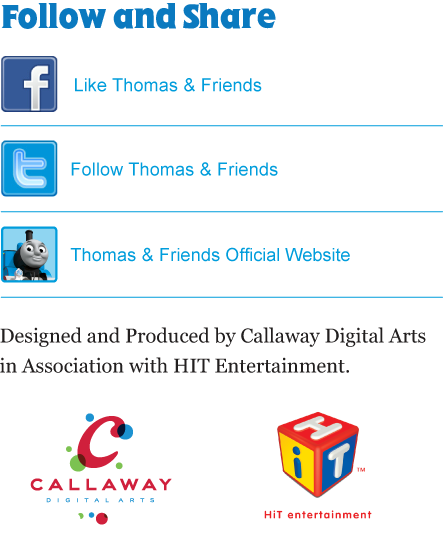 Follow and Share
f
Like Thomas & Friends
t
Follow Thomas & Friends
Thomas & Friends Official Website
Designed and Produced by Callaway Digital Arts
in Association with HIT Entertainment.
C
CALLAWAY
DIGITAL ARTS
HiT
TM
HiT entertainment